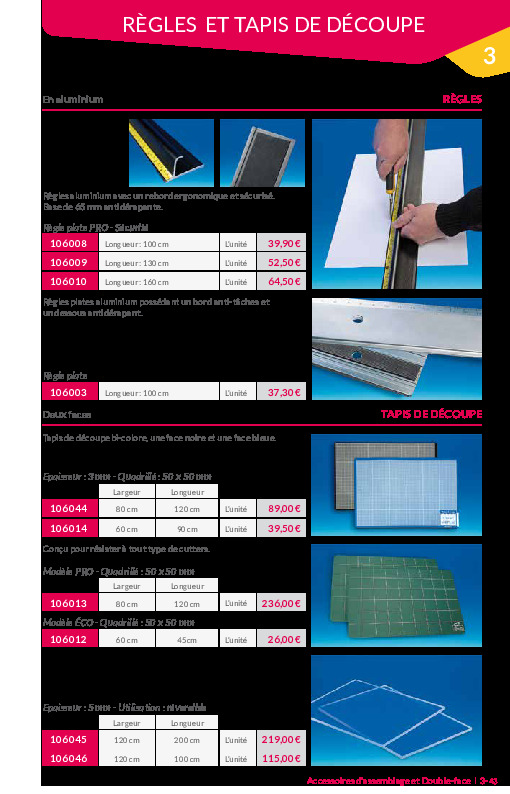 RÈGLES ET TAPIS DE DÉCOUPE
3
En aluminium
RÈGLES
Règles aluminium avec un rebord ergonomique et sécurisé.
Base de 65 mm antidérapante.
Règle plate PRO - Sécurité
106008 Longueur: 100 cm L'unité 39,90 €
106009 Longueur: 130 cm L'unité 52,50 €
106010 Longueur: 160 cm L'unité 64,50 €
Règles plates aluminium possédant un bord anti-tâches et
un dessous antidérapant.
Règle plate
106003 Longueur: 100 cm L'unité 37,30 €
Deux faces
TAPIS DE DÉCOUPE
Tapis de découpe bi-colore, une face noire et une face bleue.
Epaisseur : 3 mm - Quadrillé : 50 x 50 mm
Largeur Longueur
106044 80 cm 120 cm L'unité 89,00 €
106014 60 cm 90 cm L'unité 39,50 €
Conçu pour résister à tout type de cutters.
Modèle PRO - Quadrillé : 50 x 50 mm
Largeur Longueur
106013 80 cm 120 cm L'unité 236,00 €
Modèle ÉCO - Quadrillé : 50 x 50 mm
106012 60 cm 45cm L'unité 26,00 €
Epaisseur : 5 mm - Utilisation : réversible
Largeur Longueur
106045 120 cm 200 cm L'unité 219,00 €
106046 120 cm 100 cm L'unité 115,00 €
Accessoires d'assemblage et Double-face | 3-43